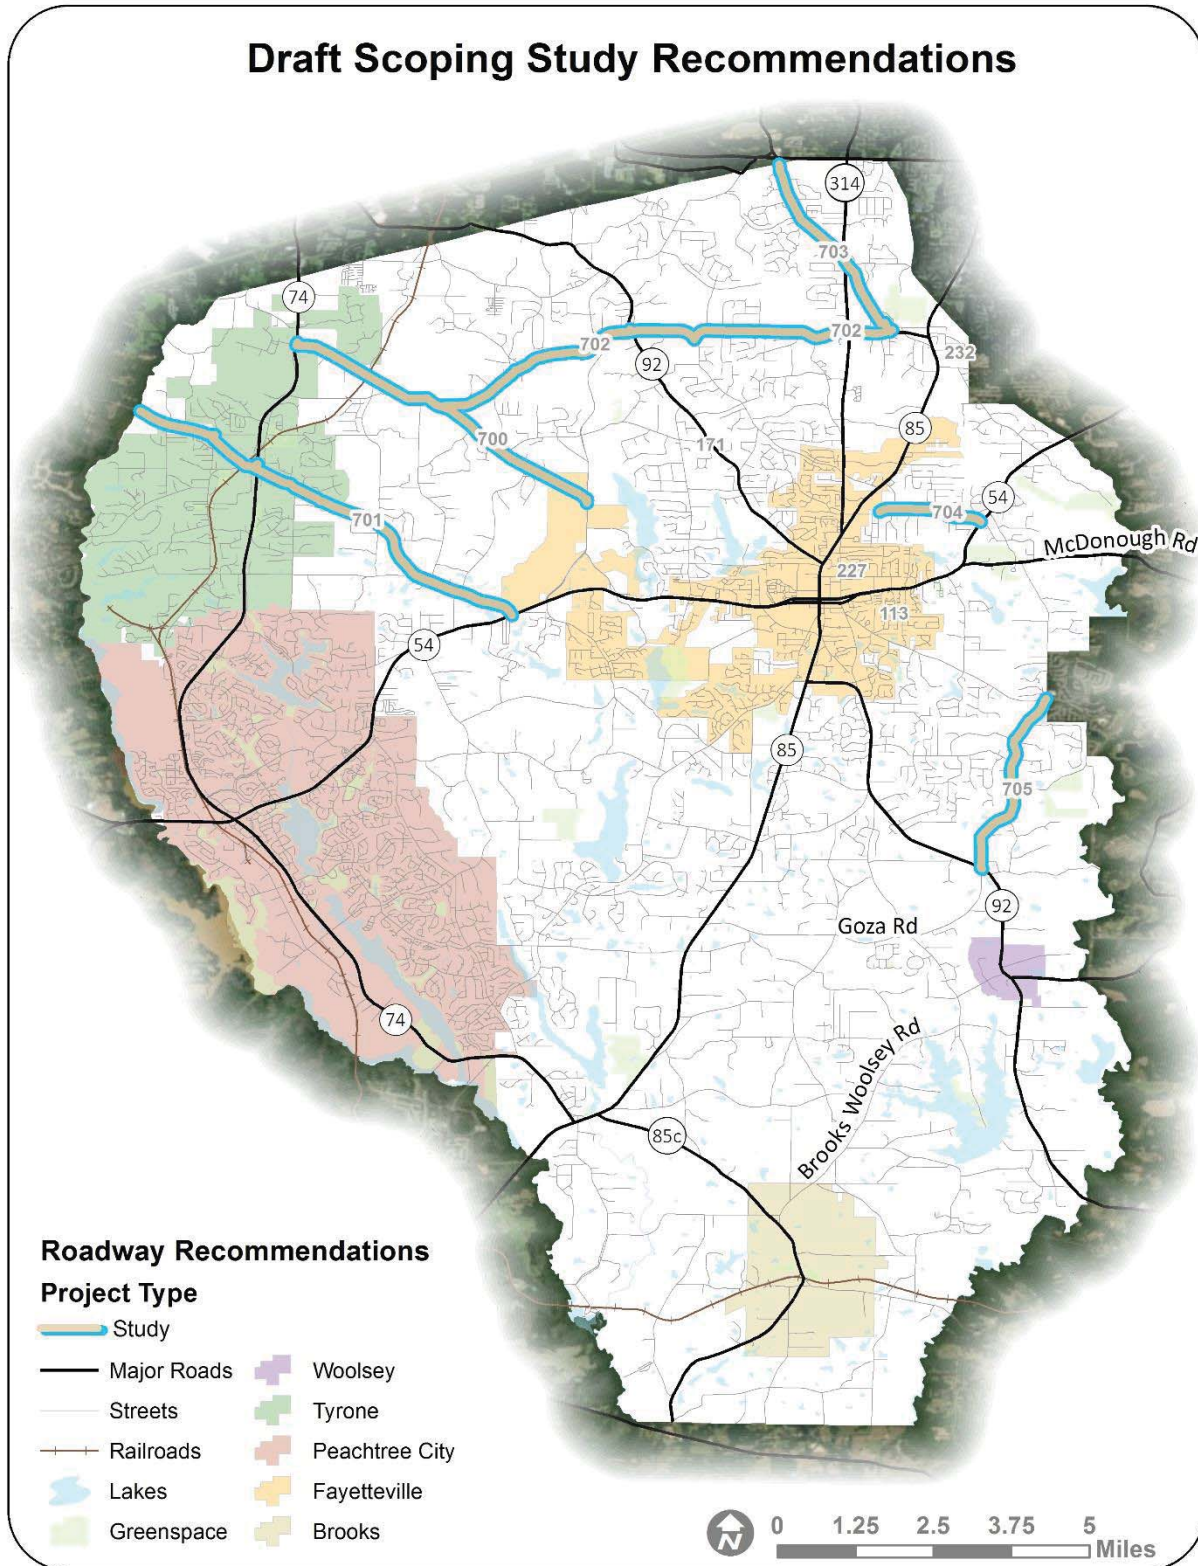 Draft Scoping Study Recommendations
314
703
74
702
702
232
92
85
700
171
54
701
704
McDonough Rd
227
113
54
85
705
92
Goza Rd
74
Brooks Woolsey Rd
85c
Roadway Recommendations
Project Type
Study
Major Roads
Woolsey
Streets
Tyrone
Railroads
Peachtree City
Lakes
Fayetteville
Greenspace
Brooks
N
0 1.25 2.5 3.75 5
Miles